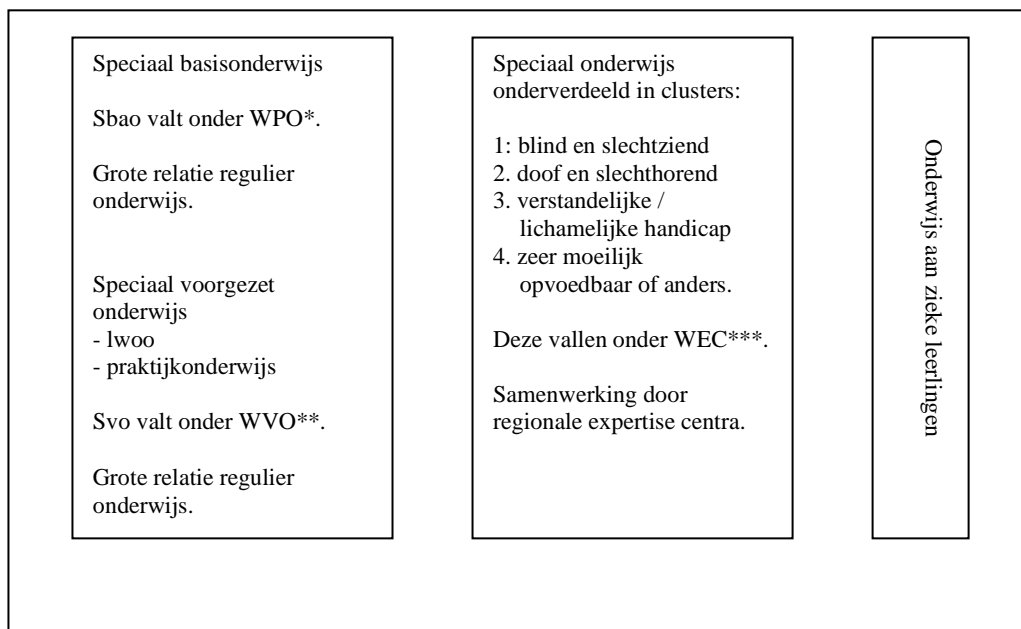 Speciaal basisonderwijs
Sbao valt onder WPO*.
Grote relatie regulier
onderwijs.
Speciaal voorgezet
onderwijs
- lwoo
- praktijkonderwijs
Svo valt onder WVO**.
Grote relatie regulier
onderwijs.
Speciaal onderwijs
onderverdeeld in clusters:
1: blind en slechtziend
2. doof en slechthorend
3. verstandelijke /
lichamelijke handicap
4. zeer moeilijk
opvoedbaar of anders.
Deze vallen onder WEC***.
Samenwerking door
regionale expertise centra.
Onderwijs aan zieke leerlingen